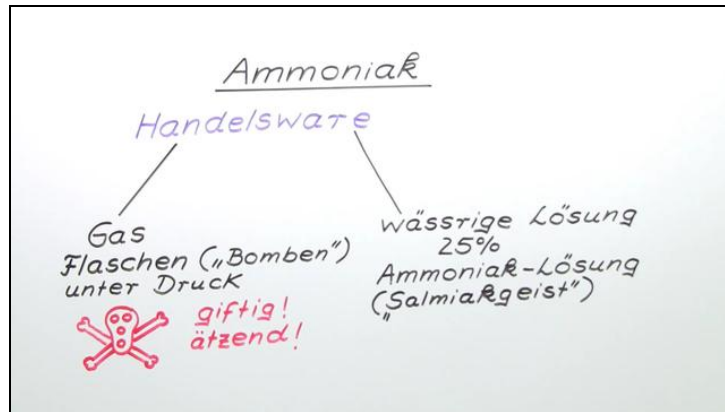 Ammoniak
Handelsware
Gas
Flaschen („Bomben")
unter Druck
giftig!
ätzend!
wässrige Lösung
25%
Ammoniak-Lösung
(„Salmiakgeist")